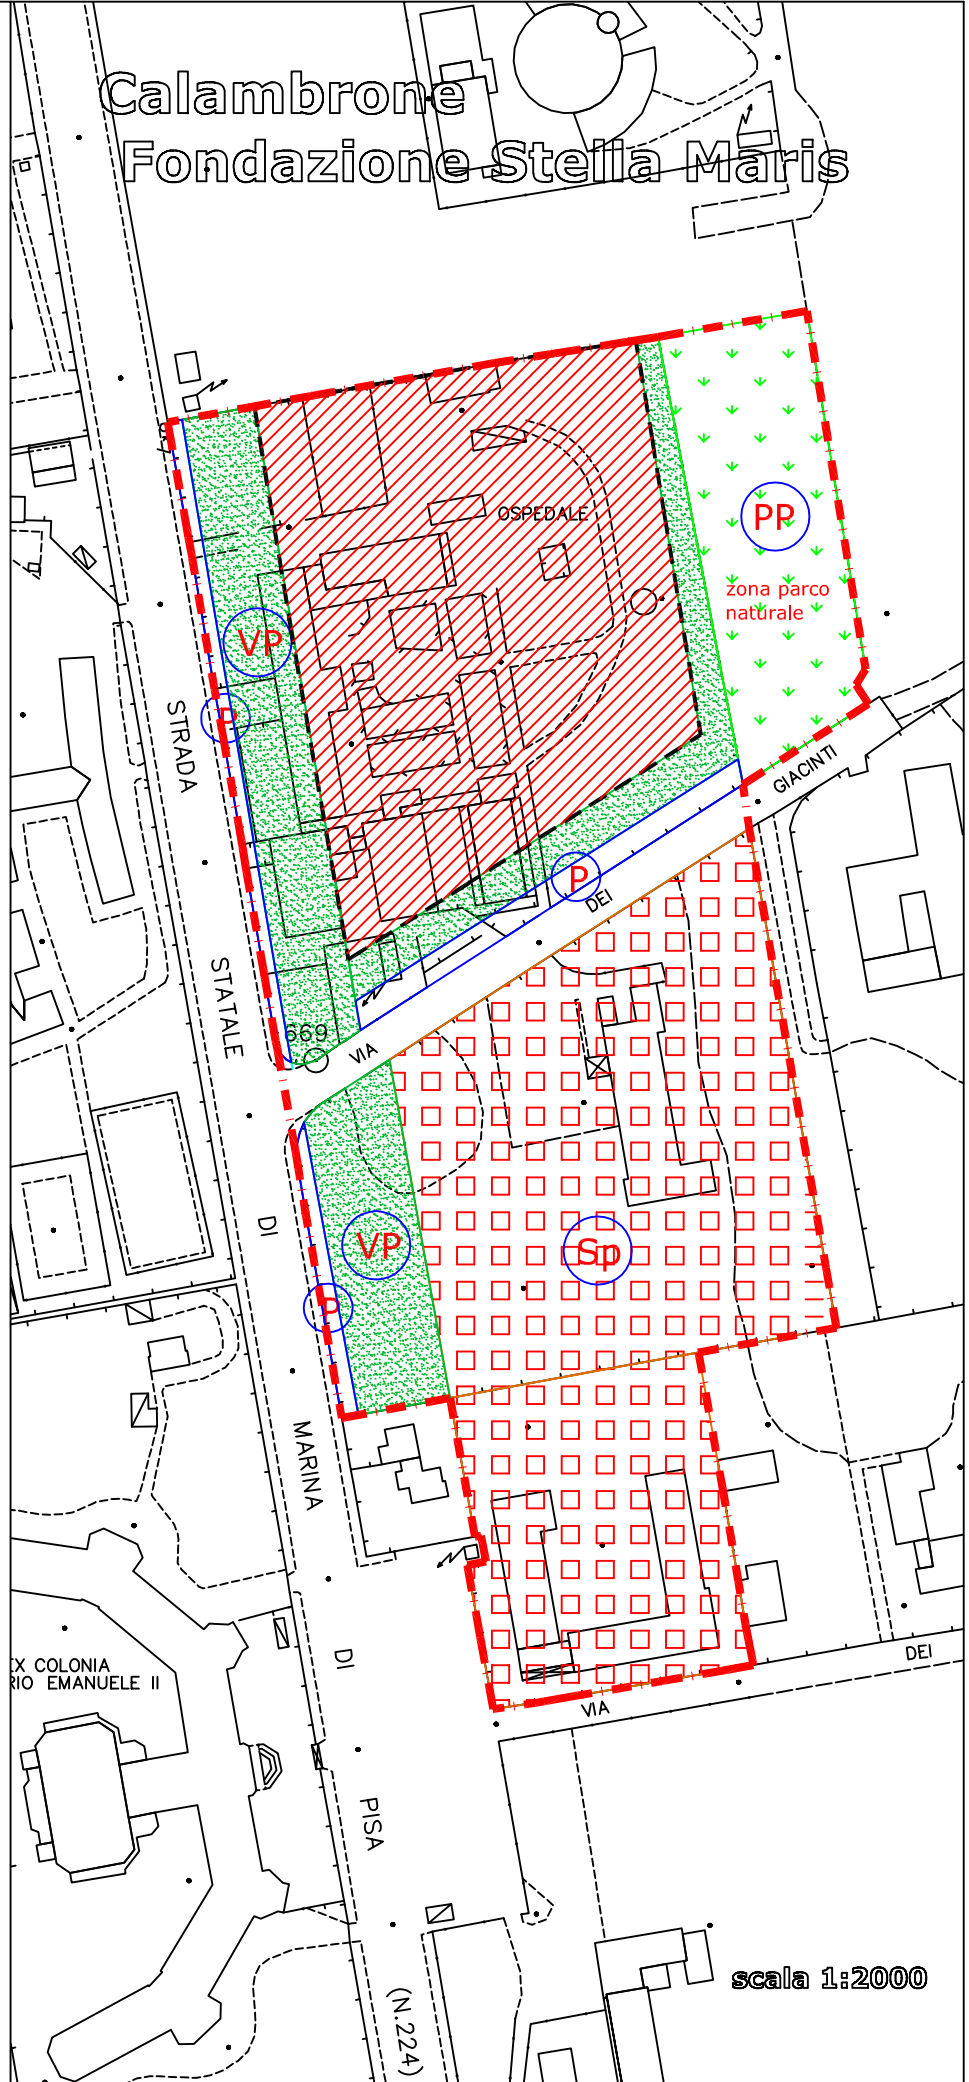 Calambrone
Fondazione Stella Maris
OSPEDALE
PP
zona parco
naturale
VP
P
STRADA
GIACINTI
P
DEI
STATALE
669
VIA
DI
VP
Sp
P
MARINA
DI
EX COLONIA
RIO EMANUELE II
DEI
VIA
PISA
scala 1:2000
(N.224)